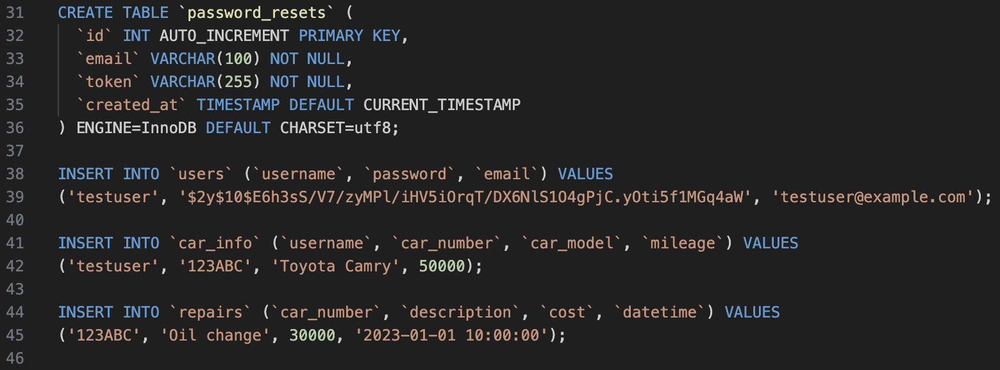 31 CREATE TABLE `password_resets` (
32 `id` INT AUTO_INCREMENT PRIMARY KEY,
33 `email` VARCHAR(100) NOT NULL,
34 `token` VARCHAR(255) NOT NULL,
35 `created_at` TIMESTAMP DEFAULT CURRENT_TIMESTAMP
36 ) ENGINE=InnoDB DEFAULT CHARSET=utf8;
37
38 INSERT INTO `users` (`username`, `password`, `email`) VALUES
39 ('testuser', '$2y$10$E6h3sS/V7/zyMPl/iHV5iOrqT/DX6NlS1O4gPjC.yOti5f1MGq4aW', 'testuser@example.com');
40
41 INSERT INTO `car_info` (`username`, `car_number`, `car_model`, `mileage`) VALUES
42 ('testuser', '123ABC', 'Toyota Camry', 50000);
43
44 INSERT INTO `repairs` (`car_number`, `description`, `cost`, `datetime`) VALUES
45 ('123ABC', 'Oil change', 30000, '2023-01-01 10:00:00');
46